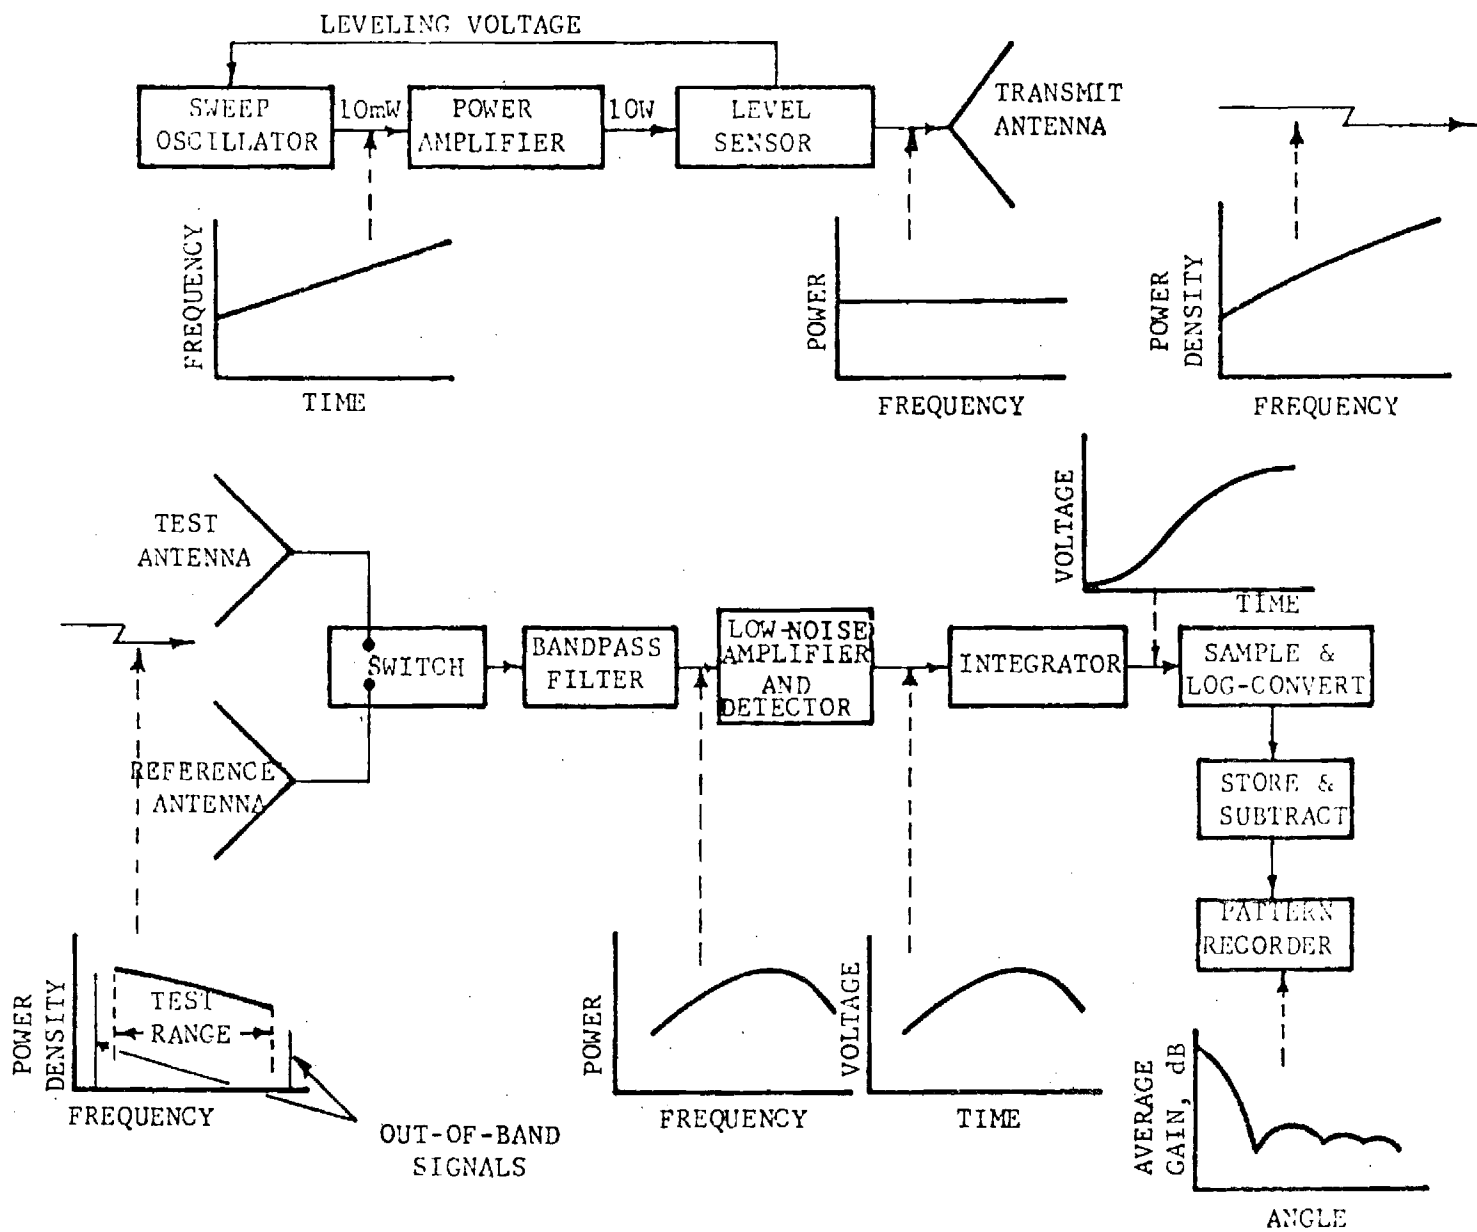 LEVELING VOLTAGE
SWEEP
OSCILLATOR
10mW
POWER
AMPLIFIER
10W
LEVEL
SENSOR
TRANSMIT
ANTENNA
FREQUENCY
TIME
POWER
FREQUENCY
POWER
DENSITY
FREQUENCY
TEST
ANTENNA
REFERENCE
ANTENNA
SWITCH
BANDPASS
FILTER
LOW-NOISE
AMPLIFIER
AND
DETECTOR
INTEGRATOR
VOLTAGE
TIME
SAMPLE &
LOG-CONVERT
STORE &
SUBTRACT
PATTERN
RECORDER
POWER
DENSITY
TEST
RANGE
FREQUENCY
OUT-OF-BAND
SIGNALS
POWER
FREQUENCY
VOLTAGE
TIME
AVERAGE
GAIN, dB
ANGLE